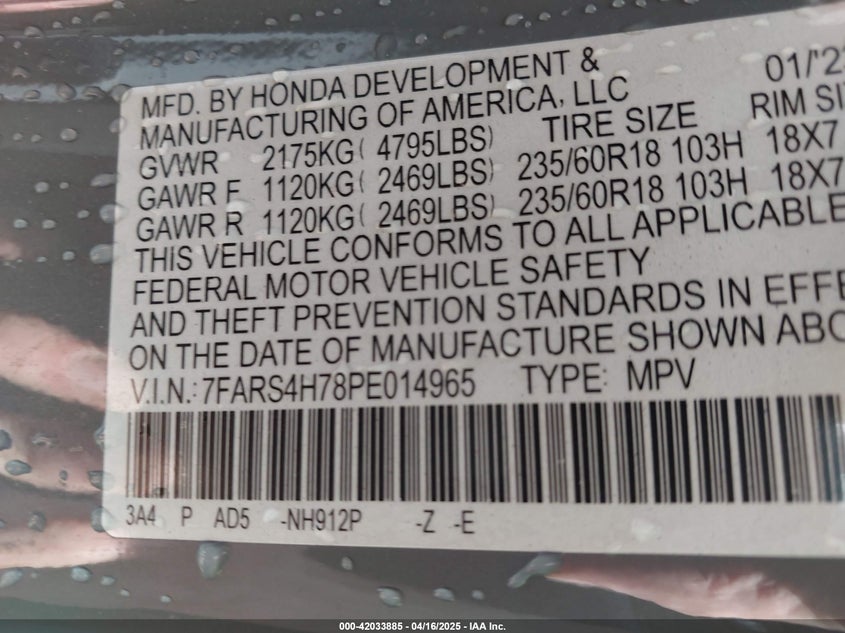 MFD. BY HONDA DEVELOPMENT &
MANUFACTURING OF AMERICA, LLC
01/'2
GVWR 2175KG( 4795LBS) TIRE SIZE RIM SI
GAWR F 1120KG( 2469LBS) 235/60R18 103H 18X7
GAWR R 1120KG( 2469LBS) 235/60R18 103H 18X7
THIS VEHICLE CONFORMS TO ALL APPLICABLE
FEDERAL MOTOR VEHICLE SAFETY
AND THEFT PREVENTION STANDARDS IN EFFE
ON THE DATE OF MANUFACTURE SHOWN ABO
V.I.N.: 7FARS4H78PE014965 TYPE: MPV
3A4 P AD5 -NH912P -Z -E
000-42033885 - 04/16/2025 - IAA Inc.